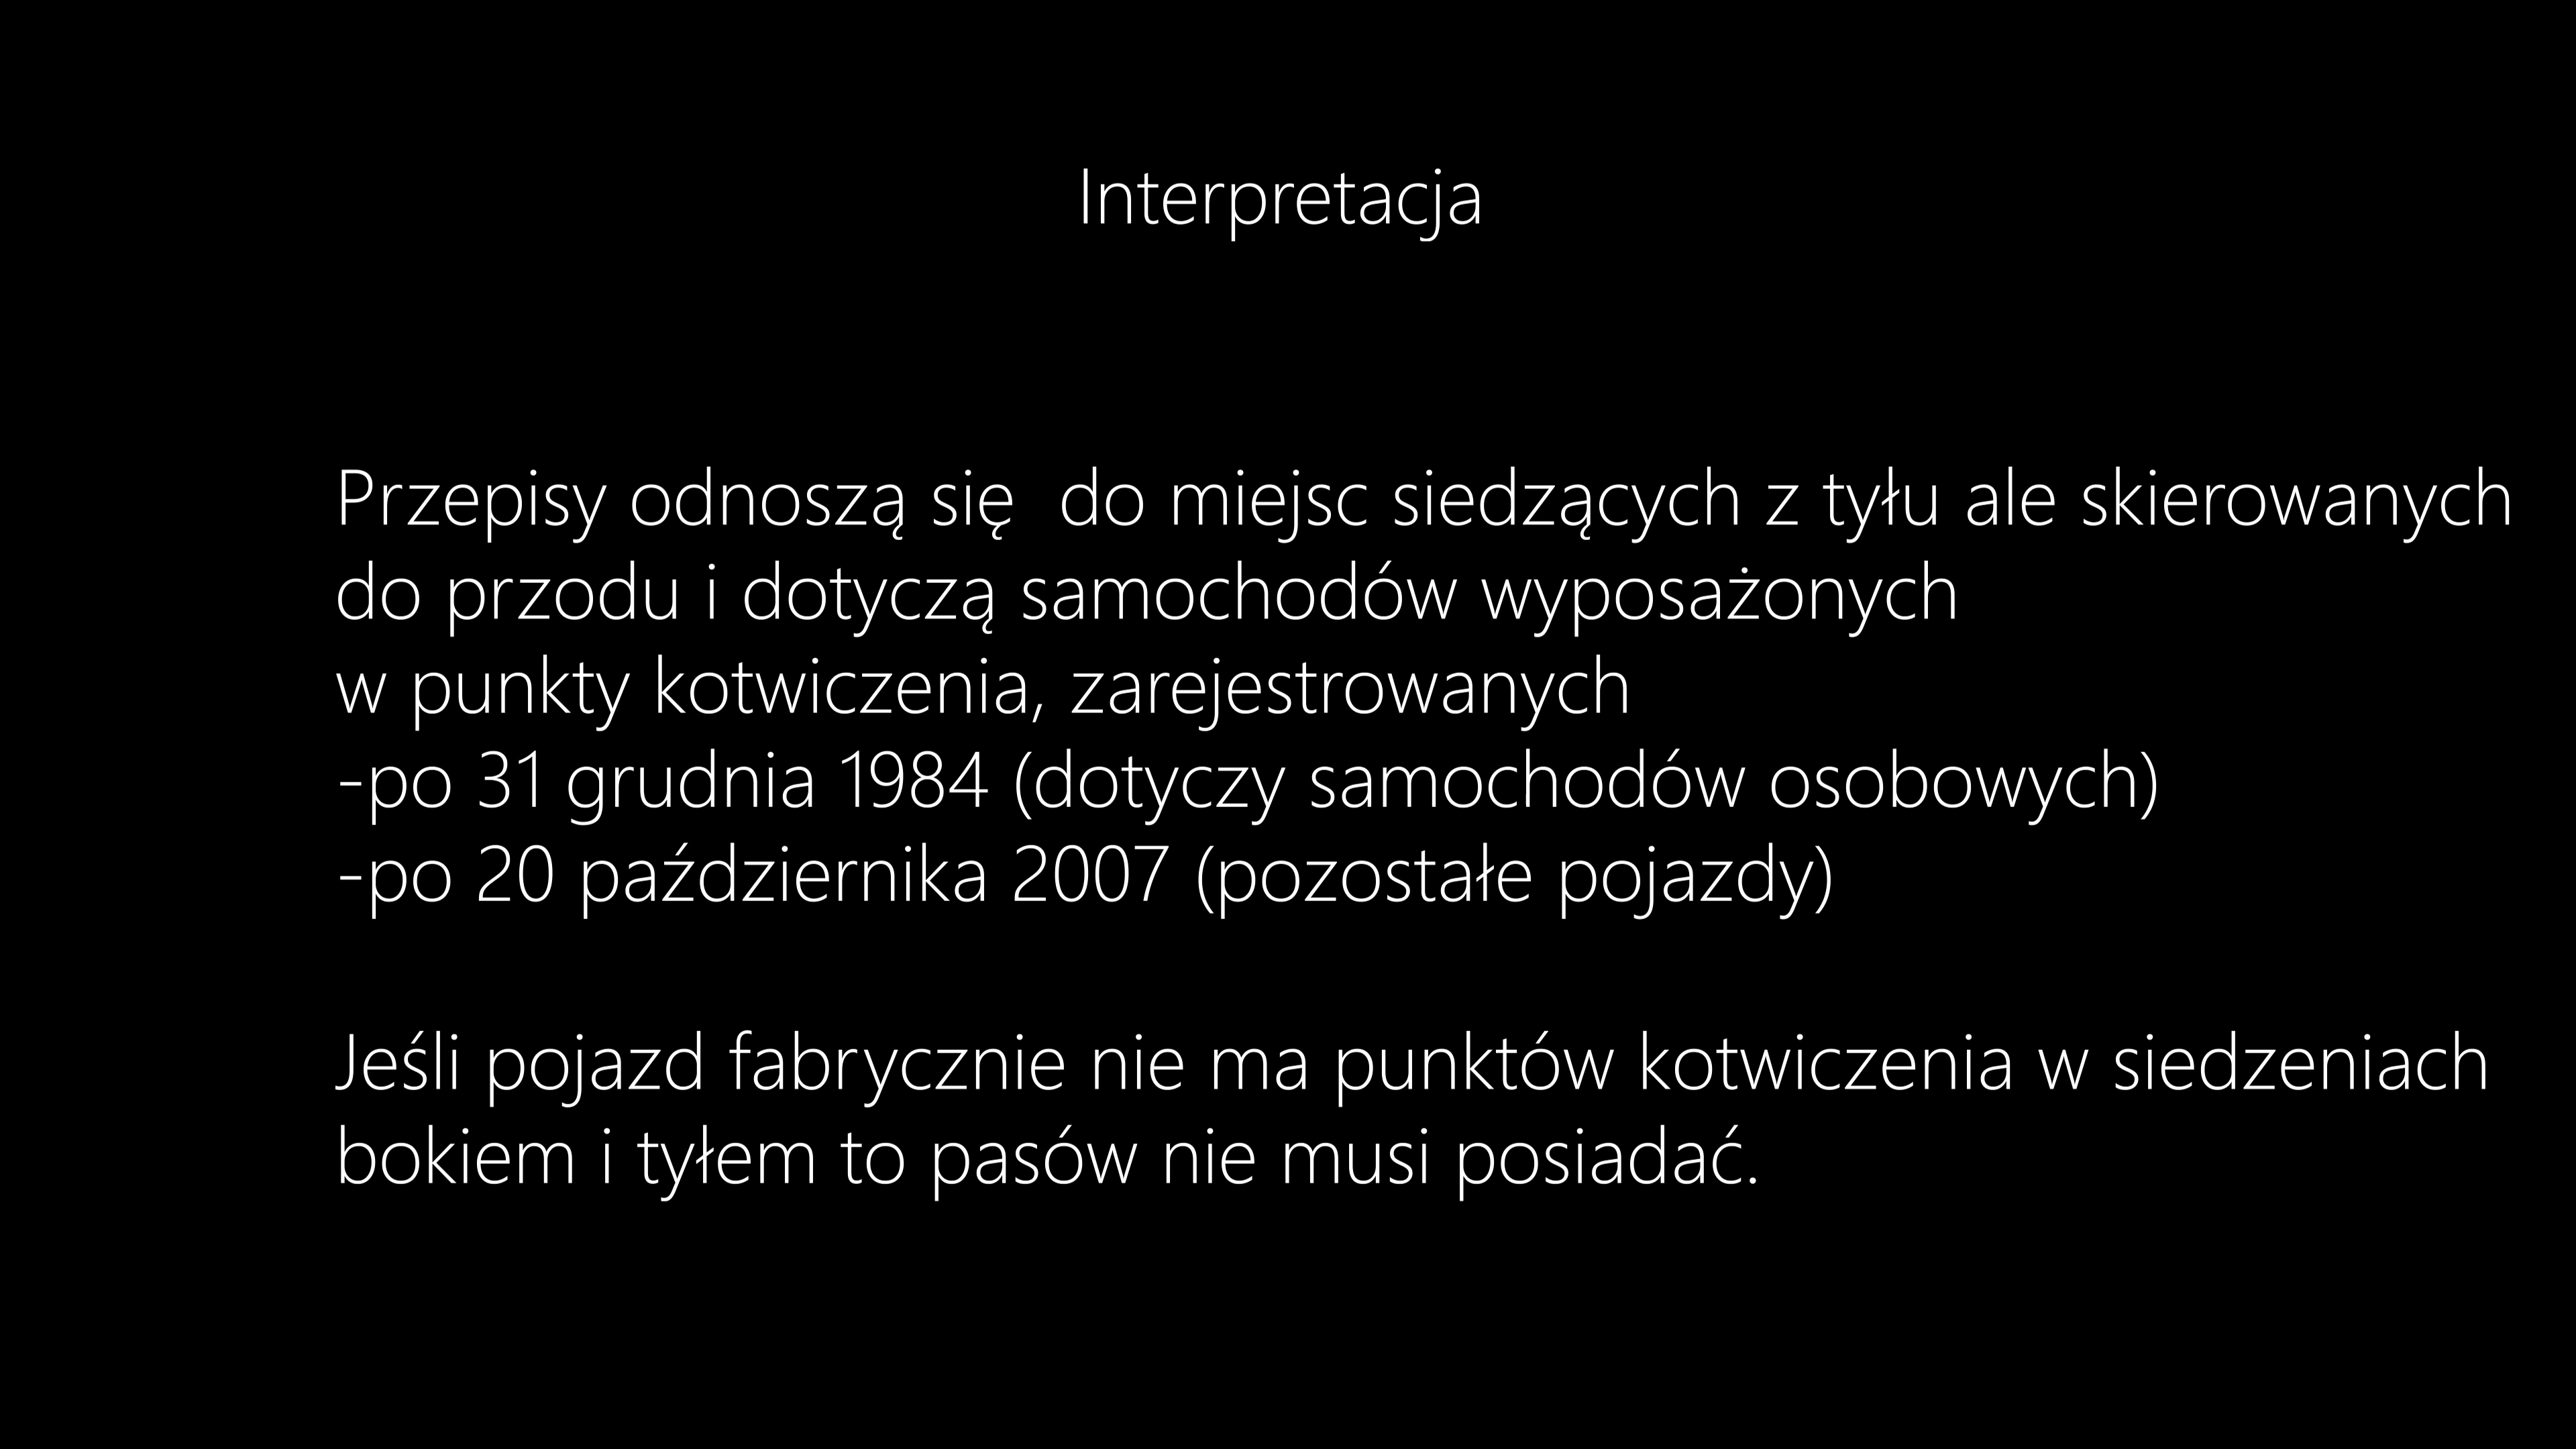 Interpretacja
Przepisy odnoszą się  do miejsc siedzących z tyłu ale skierowanych
do przodu i dotyczą samochodów wyposażonych
w punkty kotwiczenia, zarejestrowanych
-po 31 grudnia 1984 (dotyczy samochodów osobowych)
-po 20 października 2007 (pozostałe pojazdy)
Jeśli pojazd fabrycznie nie ma punktów kotwiczenia w siedzeniach
bokiem i tyłem to pasów nie musi posiadać.